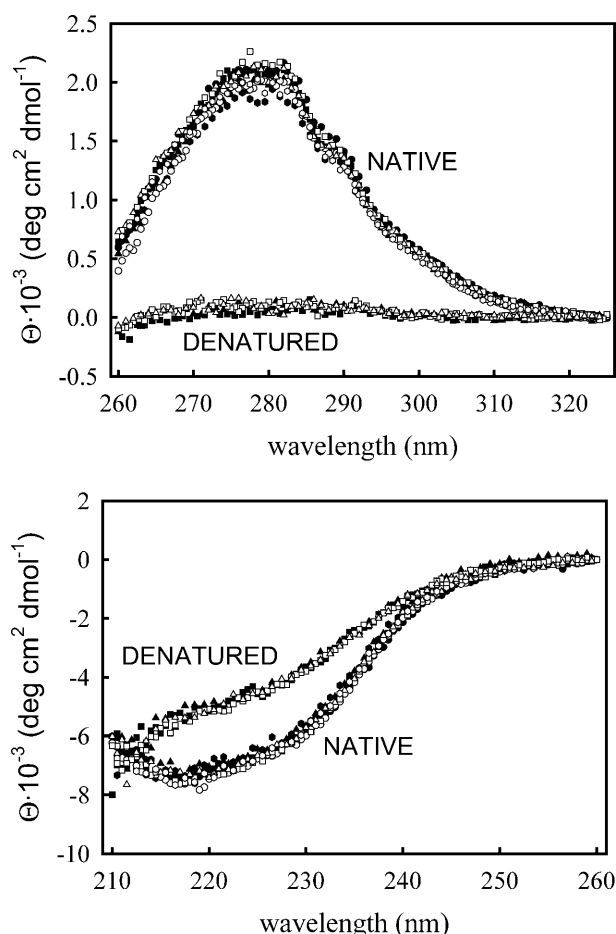 2.5
2.0
1.5
1.0
0.5
0.0
-0.5
Θ·10⁻³ (deg cm² dmol⁻¹)
NATIVE
DENATURED
260 270 280 290 300 310 320
wavelength (nm)
2
0
-2
-4
-6
-8
-10
Θ·10⁻³ (deg cm² dmol⁻¹)
DENATURED
NATIVE
210 220 230 240 250 260
wavelength (nm)